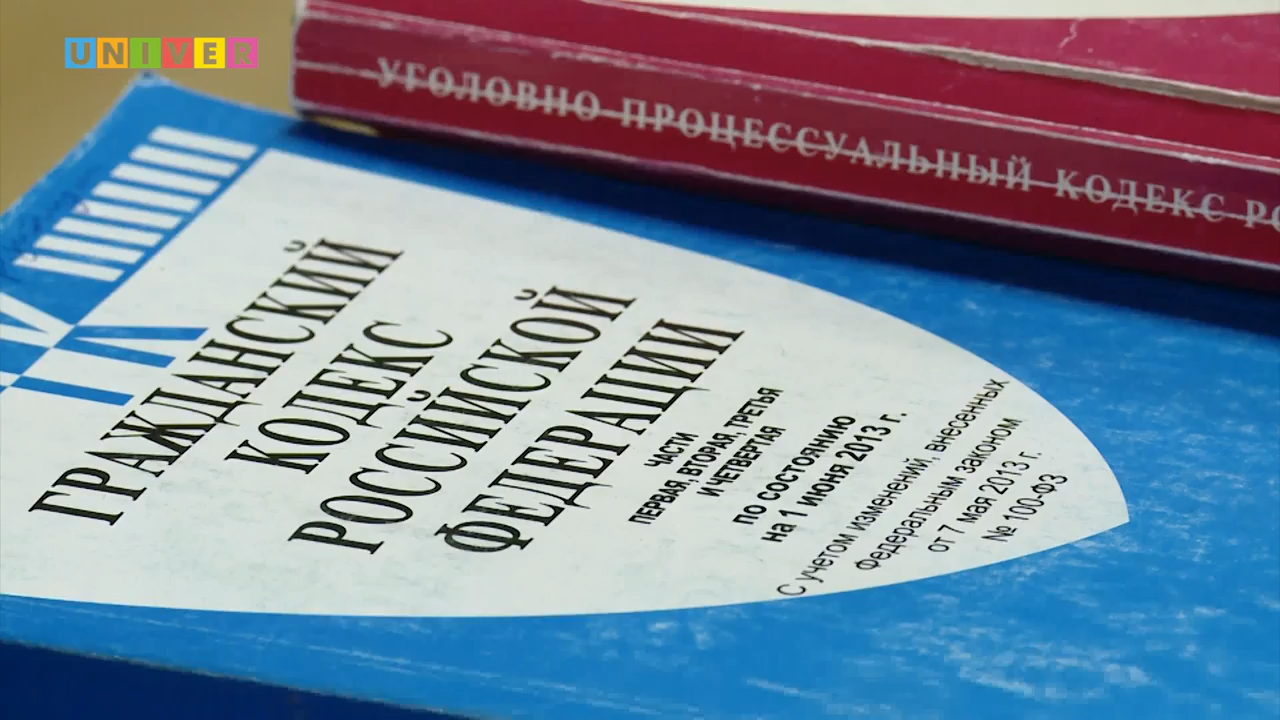 UNIVER
УГОЛОВНО-ПРОЦЕССУАЛЬНЫЙ КОДЕКС РО
ГК
ГРАЖДАНСКИЙ
КОДЕКС
РОССИЙСКОЙ
ФЕДЕРАЦИИ
ЧАСТИ
ПЕРВАЯ, ВТОРАЯ, ТРЕТЬЯ
И ЧЕТВЕРТАЯ
ПО СОСТОЯНИЮ
на 1 ИЮНЯ 2013 г.
С учетом изменений, внесенных
Федеральным законом
от 7 мая 2013 г.
№ 100-ФЗ